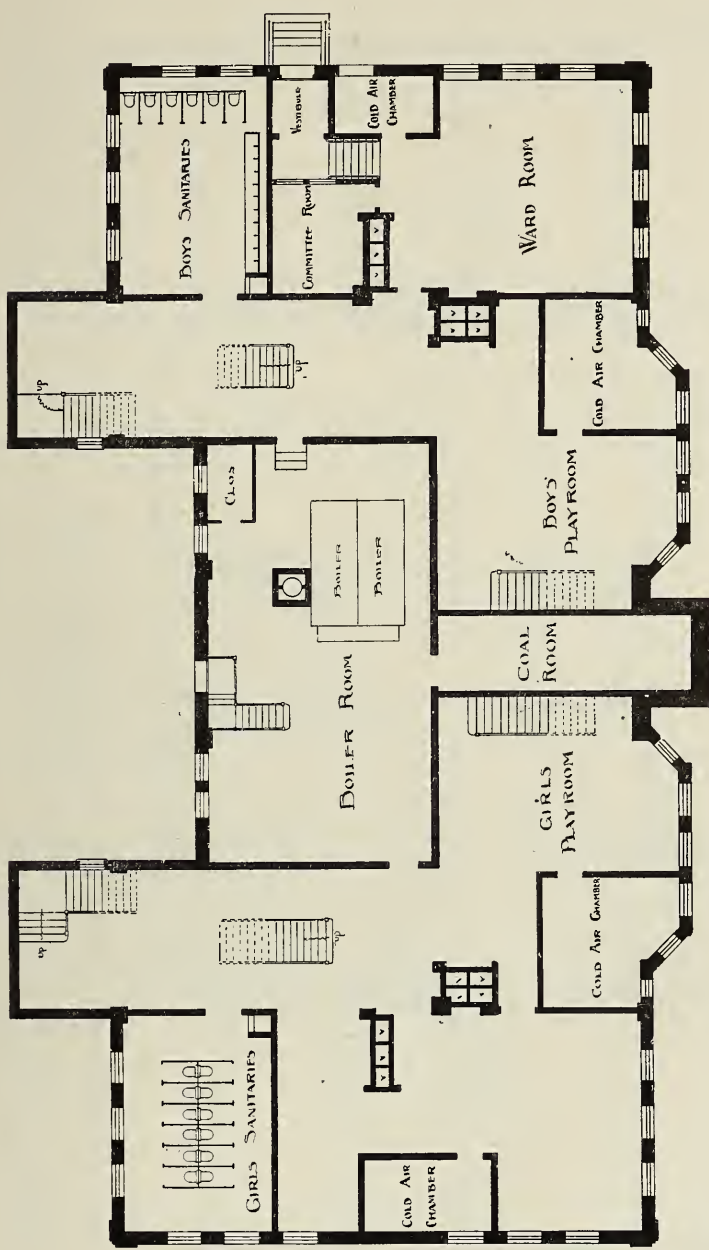 BOYS SANITARIES
VESTIBULE
COLD AIR
CHAMBER
COMMITTEE ROOM
WARD ROOM
UP
UP
COLD AIR CHAMBER
CLOS
BOILER
BOILER
BOYS'
PLAYROOM
COAL
ROOM
BOILER ROOM
GIRLS
PLAYROOM
UP
UP
COLD AIR CHAMBER
GIRLS SANITARIES
COLD AIR
CHAMBER